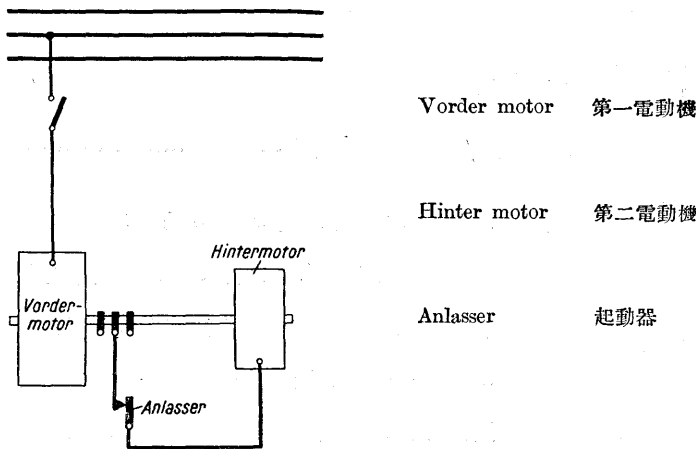 Vorder motor 第一電動機
Hinter motor 第二電動機
Anlasser 起動器
Hintermotor
Vorder-
motor
Anlasser